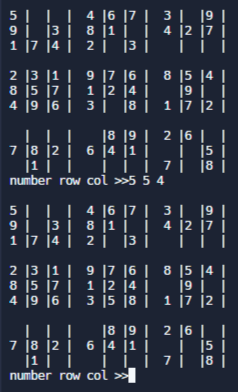 5 |  |  |  4 |6 |7 |  3 |  |9 |
9 |  |3 |  8 |1 |  |  4 |2 |7 |
1 |7 |4 |  2 |  |3 |    |  |  |
2 |3 |1 |  9 |7 |6 |  8 |5 |4 |
8 |5 |7 |  1 |2 |4 |    |9 |  |
4 |9 |6 |  3 |  |8 |  1 |7 |2 |
  |  |  |    |8 |9 |  2 |6 |  |
7 |8 |2 |  6 |4 |1 |    |  |5 |
  |1 |  |    |  |  |  7 |  |8 |
number row col >>5 5 4
5 |  |  |  4 |6 |7 |  3 |  |9 |
9 |  |3 |  8 |1 |  |  4 |2 |7 |
1 |7 |4 |  2 |  |3 |    |  |  |
2 |3 |1 |  9 |7 |6 |  8 |5 |4 |
8 |5 |7 |  1 |2 |4 |    |9 |  |
4 |9 |6 |  3 |5 |8 |  1 |7 |2 |
  |  |  |    |8 |9 |  2 |6 |  |
7 |8 |2 |  6 |4 |1 |    |  |5 |
  |1 |  |    |  |  |  7 |  |8 |
number row col >>